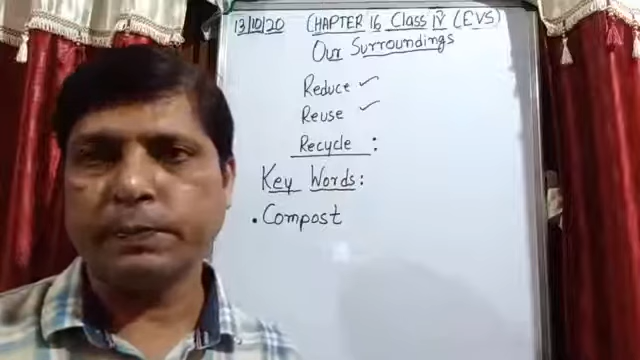 13/10/20 CHAPTER 16 Class IV (EVS)
Our Surroundings
Reduce ✓
Reuse ✓
Recycle :
Key Words:
• Compost